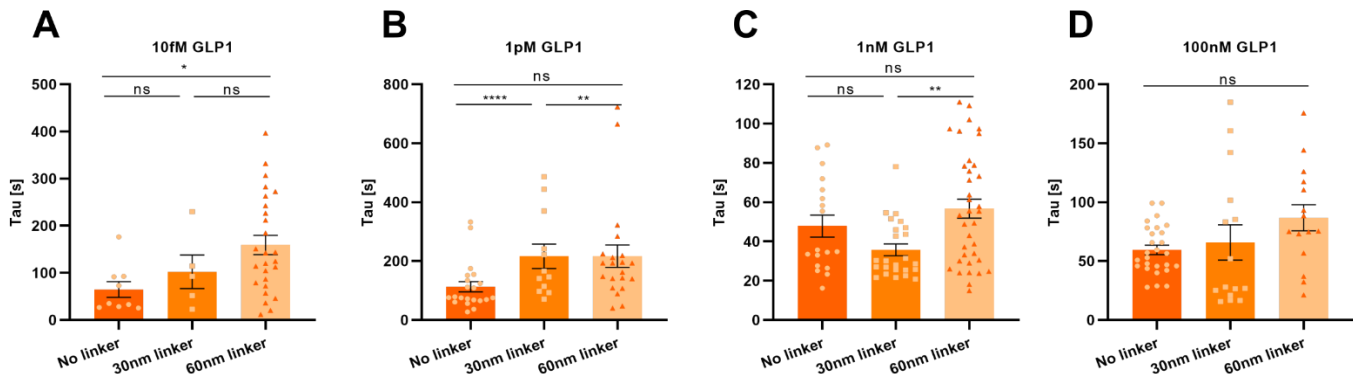 A
10fM GLP1
*
ns
ns
Tau [s]
500
400
300
200
100
0
No linker
30nm linker
60nm linker
B
1pM GLP1
ns
****
**
Tau [s]
800
600
400
200
0
No linker
30nm linker
60nm linker
C
1nM GLP1
ns
ns
**
Tau [s]
120
100
80
60
40
20
0
No linker
30nm linker
60nm linker
D
100nM GLP1
ns
Tau [s]
200
150
100
50
0
No linker
30nm linker
60nm linker